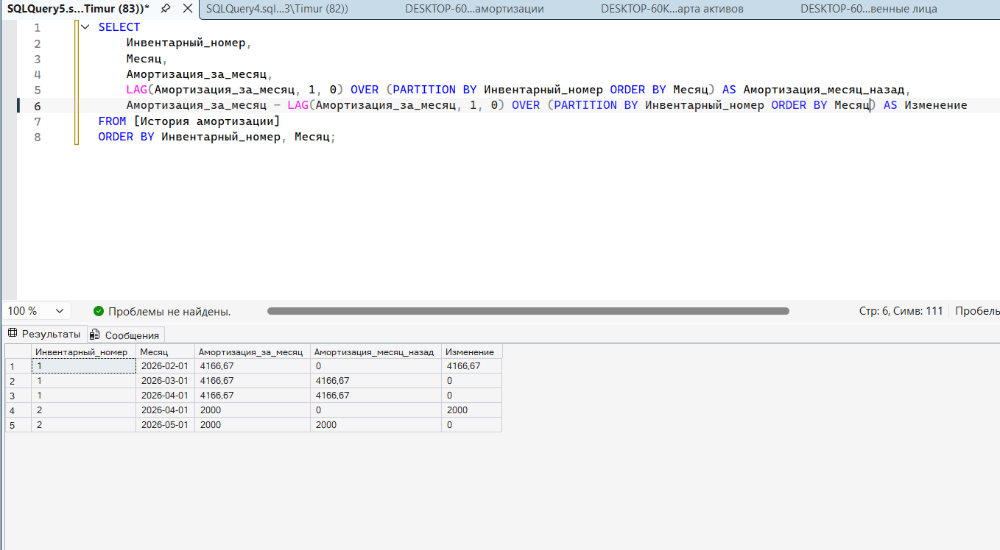 SQLQuery5.s...Timur (83))* SQLQuery4.sql...3\Timur (82)) DESKTOP-60...амортизации DESKTOP-60K...арта активов DESKTOP-60...венные лица
1 SELECT
2 Инвентарный_номер,
3 Месяц,
4 Амортизация_за_месяц,
5 LAG(Амортизация_за_месяц, 1, 0) OVER (PARTITION BY Инвентарный_номер ORDER BY Месяц) AS Амортизация_месяц_назад,
6 Амортизация_за_месяц - LAG(Амортизация_за_месяц, 1, 0) OVER (PARTITION BY Инвентарный_номер ORDER BY Месяц) AS Изменение
7 FROM [История амортизации]
8 ORDER BY Инвентарный_номер, Месяц;
100 % Проблемы не найдены. Стр: 6, Симв: 111 Пробель
Результаты Сообщения
Инвентарный_номер Месяц Амортизация_за_месяц Амортизация_месяц_назад Изменение
1 1 2026-02-01 4166,67 0 4166,67
2 1 2026-03-01 4166,67 4166,67 0
3 1 2026-04-01 4166,67 4166,67 0
4 2 2026-04-01 2000 0 2000
5 2 2026-05-01 2000 2000 0